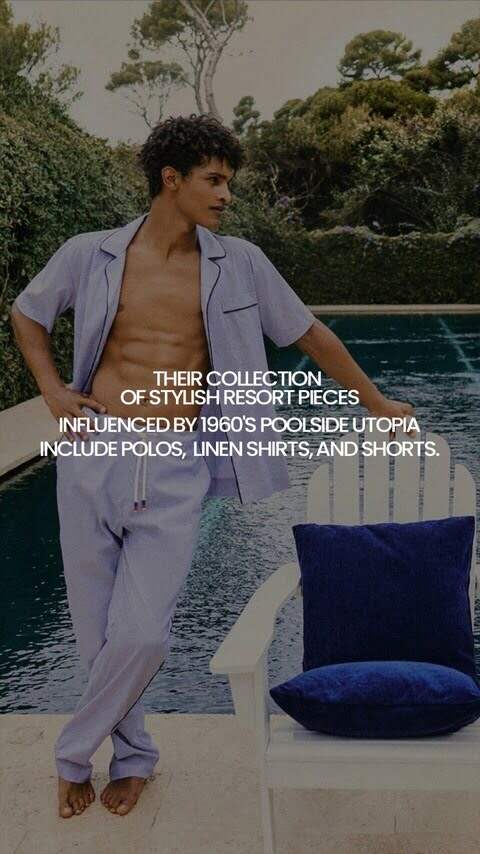 THEIR COLLECTION
OF STYLISH RESORT PIECES
INFLUENCED BY 1960'S POOLSIDE UTOPIA
INCLUDE POLOS, LINEN SHIRTS, AND SHORTS.